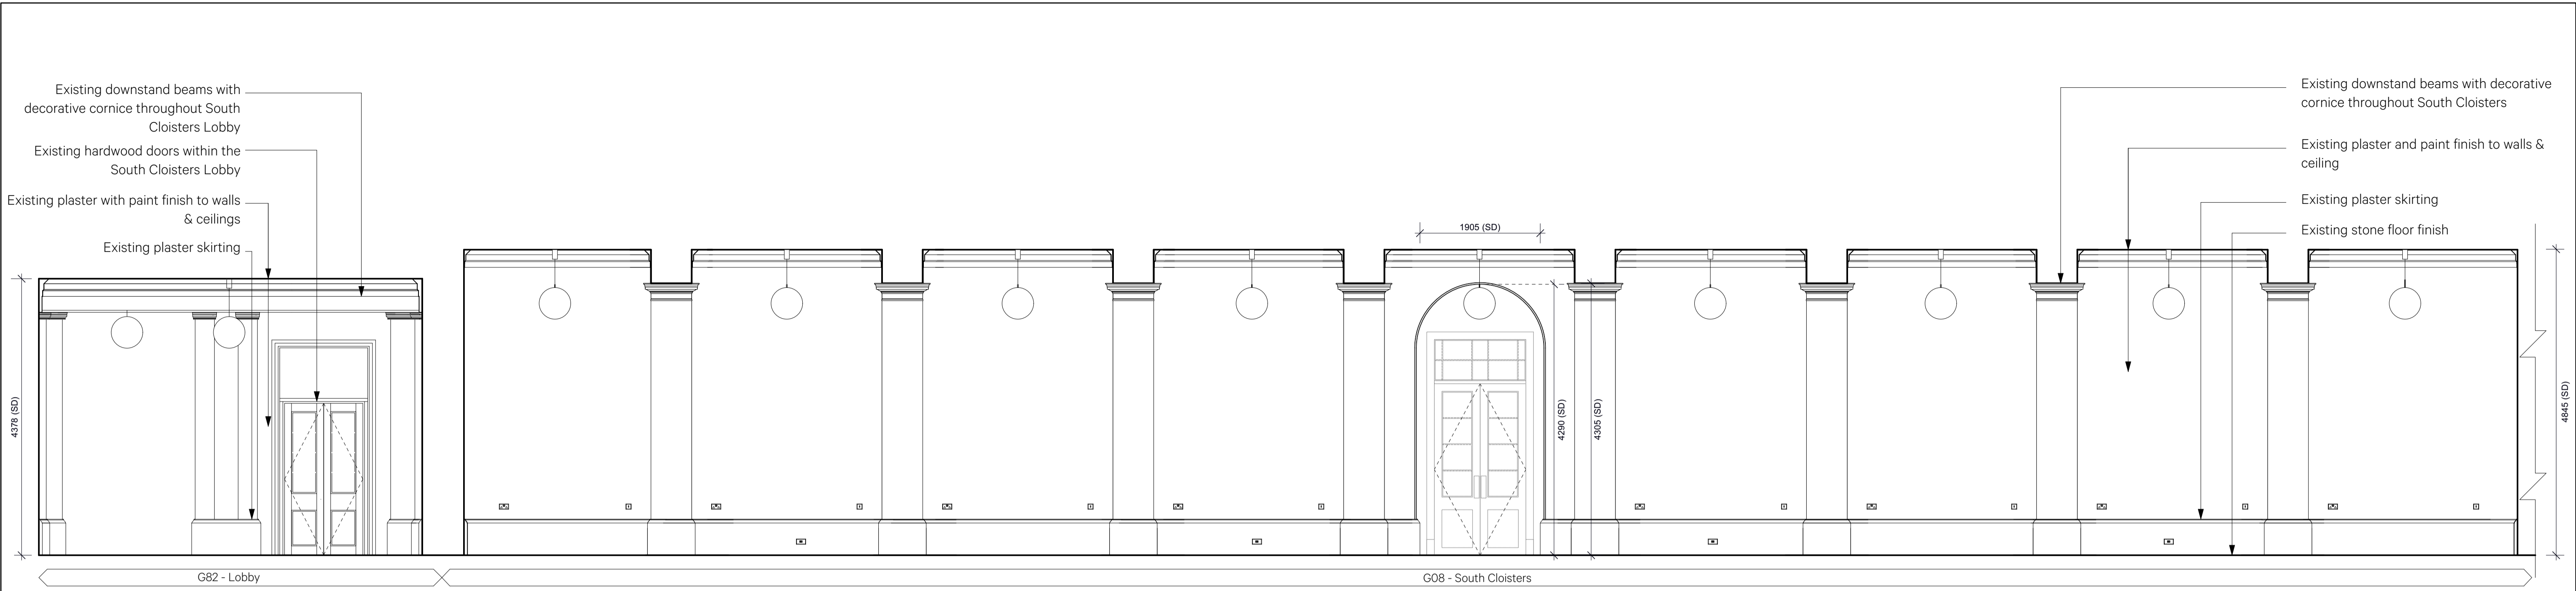 Existing downstand beams with
decorative cornice throughout South
Cloisters Lobby
Existing hardwood doors within the
South Cloisters Lobby
Existing plaster with paint finish to walls
& ceilings
Existing plaster skirting
Existing downstand beams with decorative
cornice throughout South Cloisters
Existing plaster and paint finish to walls &
ceiling
Existing plaster skirting
Existing stone floor finish
1905 (SD)
4378 (SD)
4290 (SD)
4305 (SD)
4845 (SD)
G82 - Lobby
G08 - South Cloisters